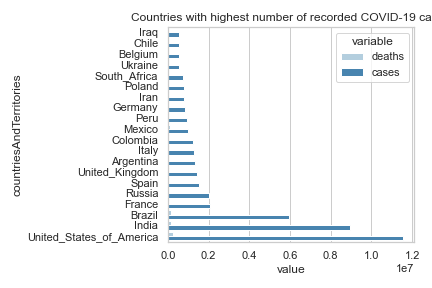 Countries with highest number of recorded COVID-19 ca
Iraq
Chile
Belgium
Ukraine
South_Africa
Poland
Iran
Germany
Peru
Mexico
Colombia
Italy
Argentina
United_Kingdom
Spain
Russia
France
Brazil
India
United_States_of_America
countriesAndTerritories
variable
deaths
cases
0.0 0.2 0.4 0.6 0.8 1.0 1.2
1e7
value